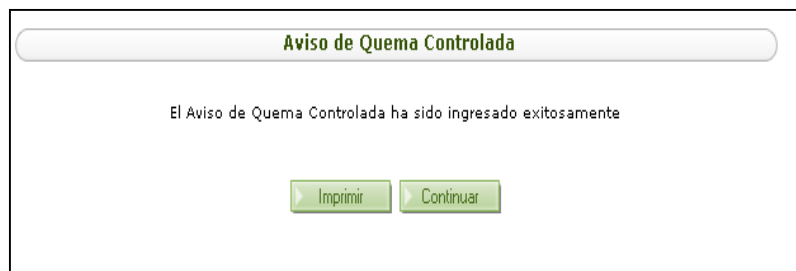 Aviso de Quema Controlada
El Aviso de Quema Controlada ha sido ingresado exitosamente
Imprimir Continuar